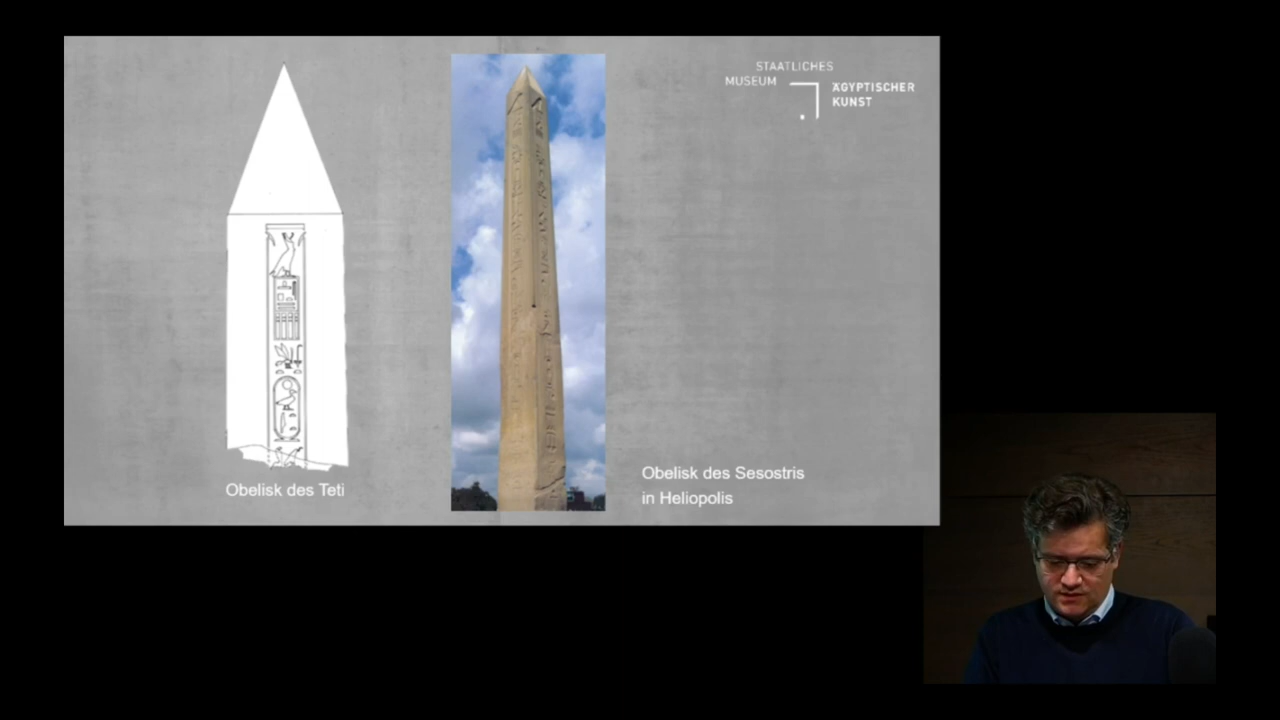 STAATLICHES
MUSEUM
ÄGYPTISCHER
KUNST
Obelisk des Teti
Obelisk des Sesostris
in Heliopolis